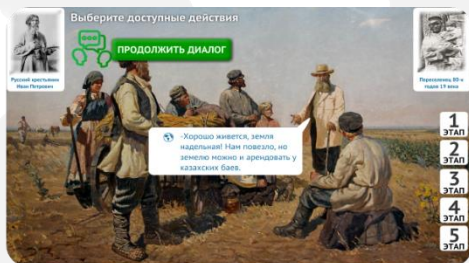 Выберите доступные действия
ПРОДОЛЖИТЬ ДИАЛОГ
Русский крестьянин
Иван Петрович
Переселенец 80-х
годов 19 века
-Хорошо живется, земля
надельная! Нам повезло, но
земелю можно и арендовать у
казахских баев.
1
ЭТАП
2
ЭТАП
3
ЭТАП
4
ЭТАП
5
ЭТАП